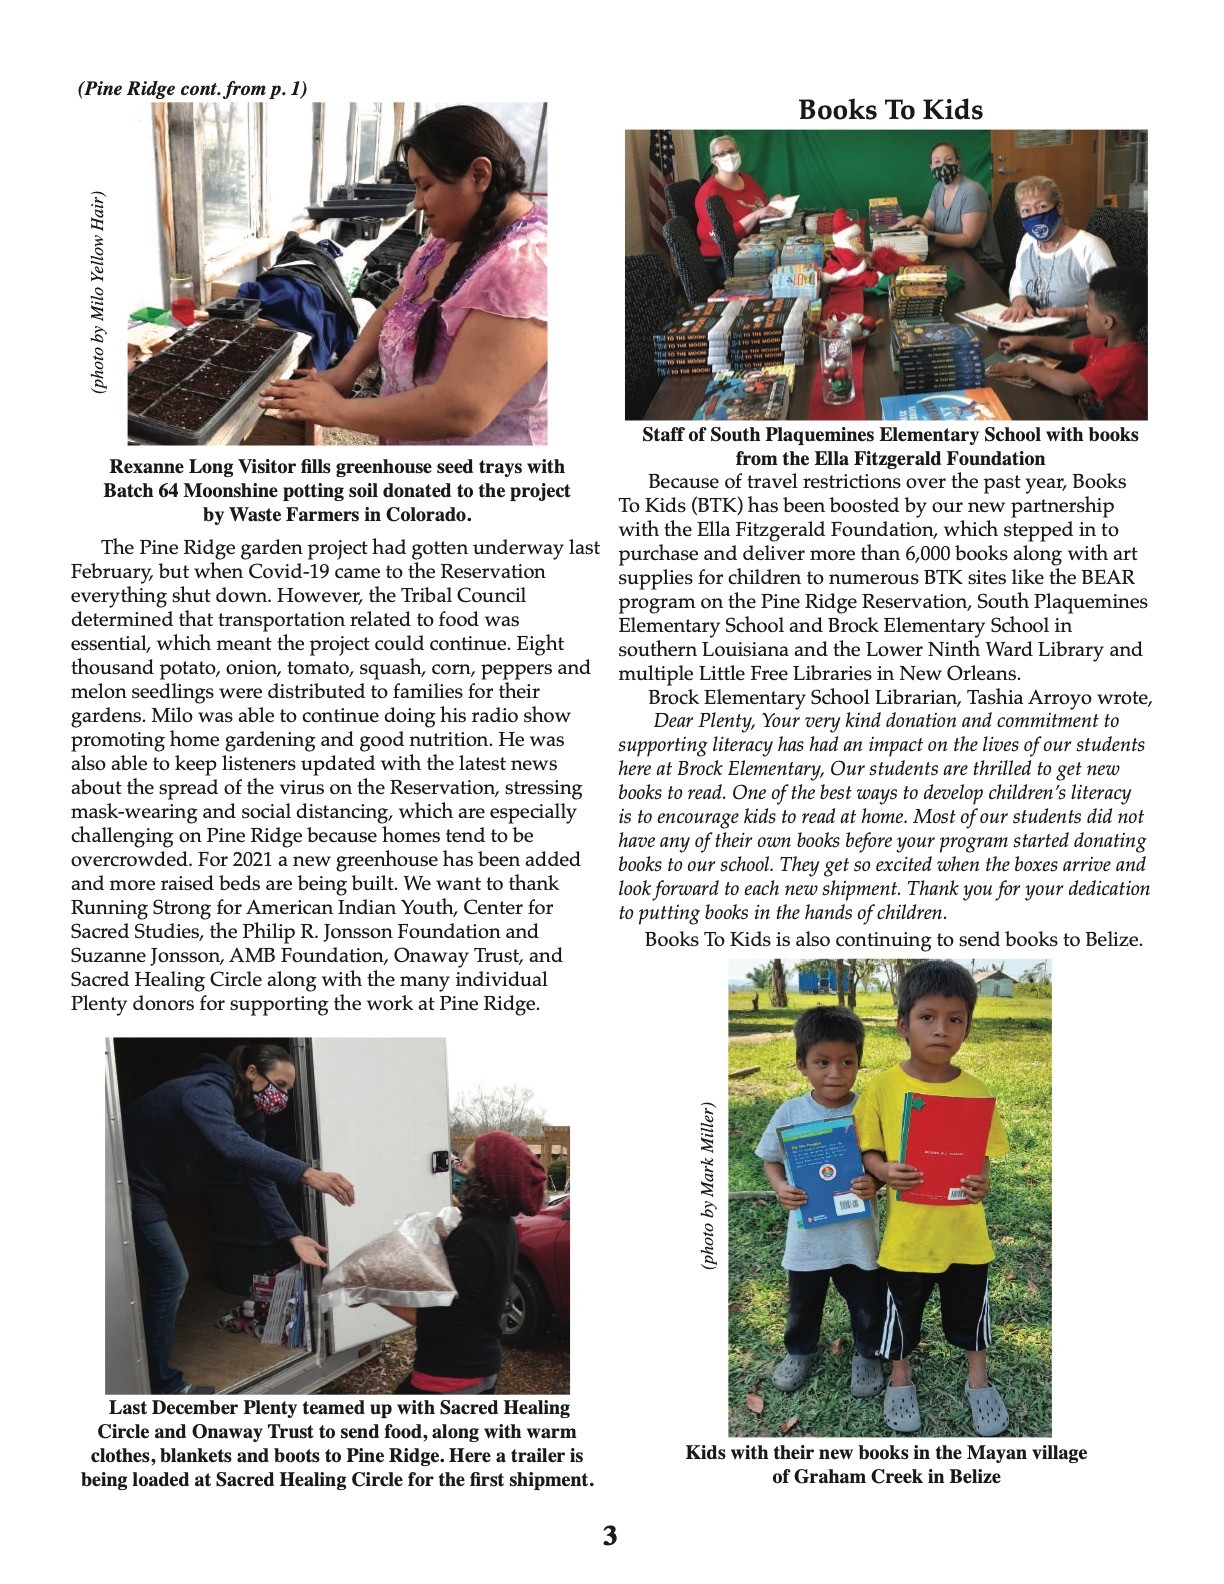 (Pine Ridge cont. from p. 1)
(photo by Milo Yellow Hair)
Rexanne Long Visitor fills greenhouse seed trays with
Batch 64 Moonshine potting soil donated to the project
by Waste Farmers in Colorado.
The Pine Ridge garden project had gotten underway last
February, but when Covid-19 came to the Reservation
everything shut down. However, the Tribal Council
determined that transportation related to food was
essential, which meant the project could continue. Eight
thousand potato, onion, tomato, squash, corn, peppers and
melon seedlings were distributed to families for their
gardens. Milo was able to continue doing his radio show
promoting home gardening and good nutrition. He was
also able to keep listeners updated with the latest news
about the spread of the virus on the Reservation, stressing
mask-wearing and social distancing, which are especially
challenging on Pine Ridge because homes tend to be
overcrowded. For 2021 a new greenhouse has been added
and more raised beds are being built. We want to thank
Running Strong for American Indian Youth, Center for
Sacred Studies, the Philip R. Jonsson Foundation and
Suzanne Jonsson, AMB Foundation, Onaway Trust, and
Sacred Healing Circle along with the many individual
Plenty donors for supporting the work at Pine Ridge.
Last December Plenty teamed up with Sacred Healing
Circle and Onaway Trust to send food, along with warm
clothes, blankets and boots to Pine Ridge. Here a trailer is
being loaded at Sacred Healing Circle for the first shipment.
Books To Kids
TO THE MOON!
Staff of South Plaquemines Elementary School with books
from the Ella Fitzgerald Foundation
Because of travel restrictions over the past year, Books
To Kids (BTK) has been boosted by our new partnership
with the Ella Fitzgerald Foundation, which stepped in to
purchase and deliver more than 6,000 books along with art
supplies for children to numerous BTK sites like the BEAR
program on the Pine Ridge Reservation, South Plaquemines
Elementary School and Brock Elementary School in
southern Louisiana and the Lower Ninth Ward Library and
multiple Little Free Libraries in New Orleans.
Brock Elementary School Librarian, Tashia Arroyo wrote,
Dear Plenty, Your very kind donation and commitment to
supporting literacy has had an impact on the lives of our students
here at Brock Elementary, Our students are thrilled to get new
books to read. One of the best ways to develop children's literacy
is to encourage kids to read at home. Most of our students did not
have any of their own books before your program started donating
books to our school. They get so excited when the boxes arrive and
look forward to each new shipment. Thank you for your dedication
to putting books in the hands of children.
Books To Kids is also continuing to send books to Belize.
(photo by Mark Miller)
Kids with their new books in the Mayan village
of Graham Creek in Belize
3